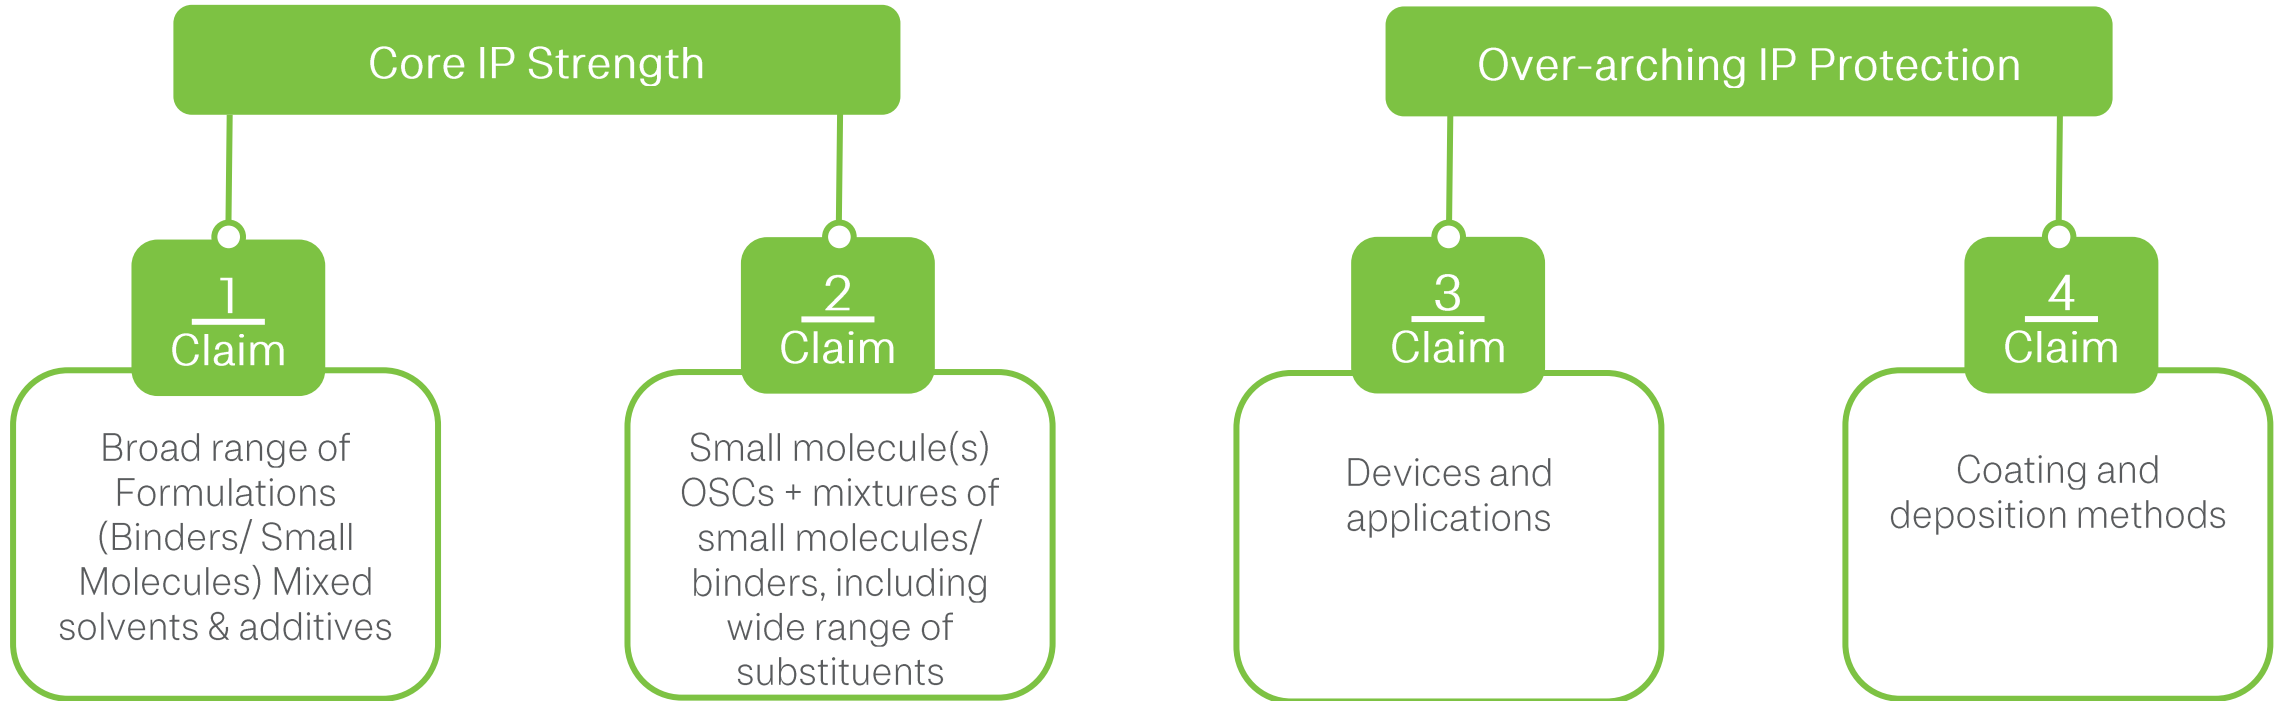 Core IP Strength
Over-arching IP Protection
1
Claim
Broad range of
Formulations
(Binders/ Small
Molecules) Mixed
solvents & additives
2
Claim
Small molecule(s)
OSCs + mixtures of
small molecules/
binders, including
wide range of
substituents
3
Claim
Devices and
applications
4
Claim
Coating and
deposition methods